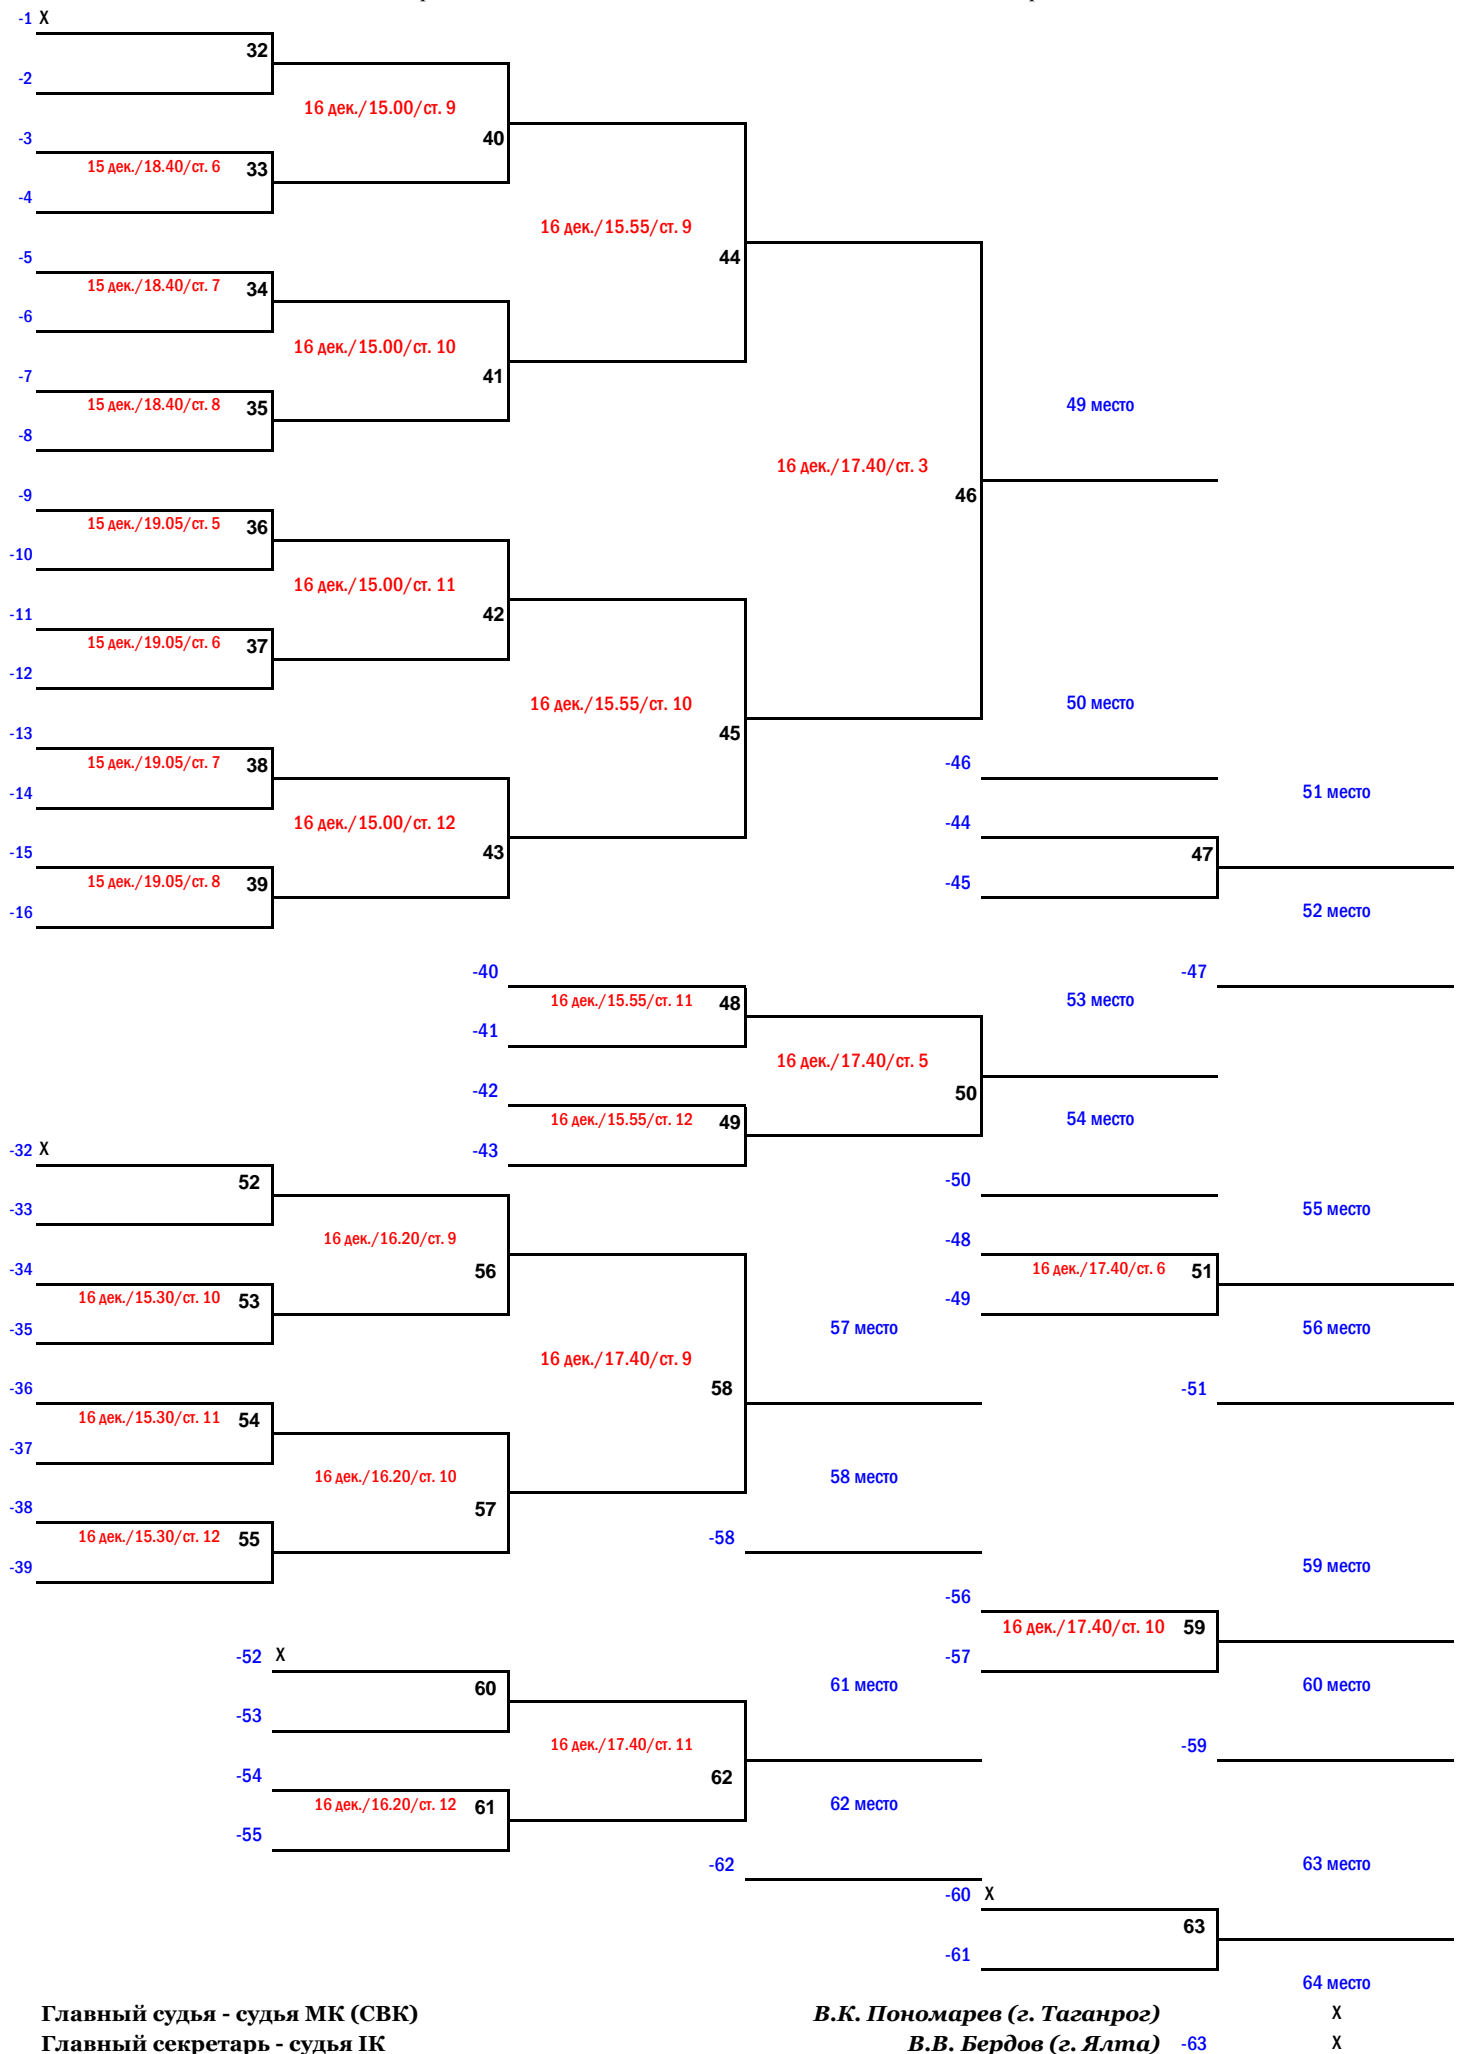 -1 X
32
-2
16 дек./15.00/ст. 9
-3
40
15 дек./18.40/ст. 6 33
-4
16 дек./15.55/ст. 9
-5
44
15 дек./18.40/ст. 7 34
-6
16 дек./15.00/ст. 10
-7
41
15 дек./18.40/ст. 8 35
49 место
-8
16 дек./17.40/ст. 3
-9
46
15 дек./19.05/ст. 5 36
-10
16 дек./15.00/ст. 11
-11
42
15 дек./19.05/ст. 6 37
-12
16 дек./15.55/ст. 10
50 место
-13
45
15 дек./19.05/ст. 7 38
-46
-14
51 место
16 дек./15.00/ст. 12
-44
-15
43
47
15 дек./19.05/ст. 8 39
-45
-16
52 место
-40
-47
16 дек./15.55/ст. 11 48
53 место
-41
16 дек./17.40/ст. 5
-42
50
16 дек./15.55/ст. 12 49
54 место
-32 X
-43
52
-50
-33
55 место
16 дек./16.20/ст. 9
-48
-34
56
16 дек./17.40/ст. 6 51
16 дек./15.30/ст. 10 53
-49
-35
57 место
56 место
16 дек./17.40/ст. 9
-36
58
-51
16 дек./15.30/ст. 11 54
-37
16 дек./16.20/ст. 10
58 место
-38
57
16 дек./15.30/ст. 12 55
-58
-39
59 место
-56
16 дек./17.40/ст. 10 59
-52 X
-57
60
61 место
60 место
-53
16 дек./17.40/ст. 11
-59
-54
62
16 дек./16.20/ст. 12 61
62 место
-55
-62
63 место
-60 X
63
-61
64 место
Главный судья - судья МК (СВК) В.К. Пономарев (г. Таганрог) X
Главный секретарь - судья IК В.В. Бердов (г. Ялта) -63 X